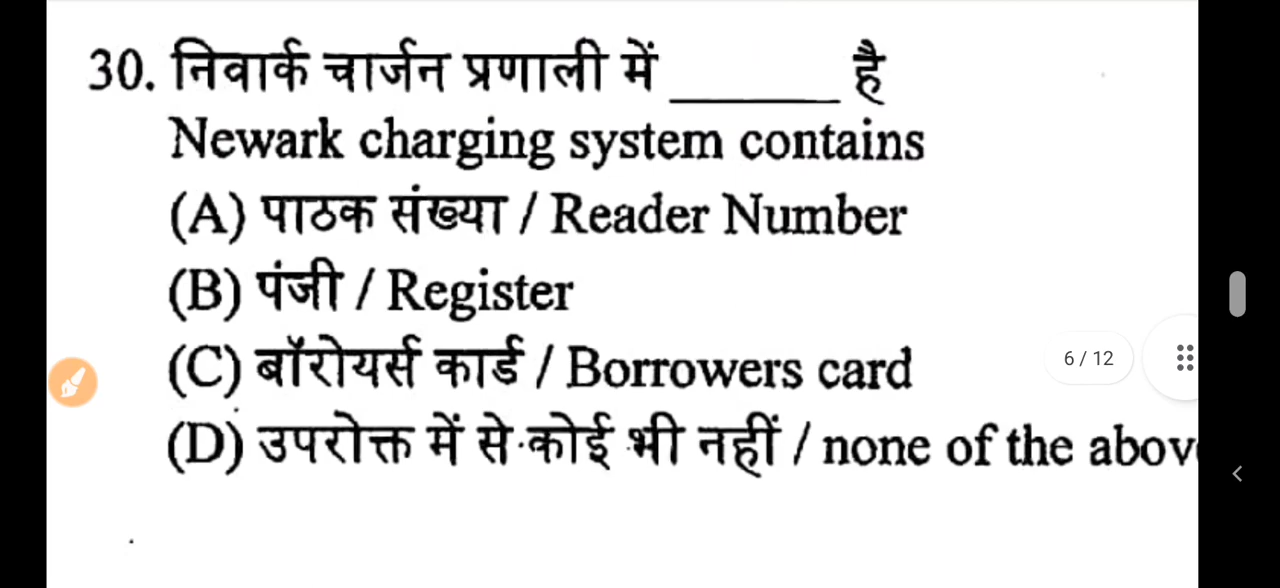 30. निवार्क चार्जन प्रणाली में ______ है
Newark charging system contains
(A) पाठक संख्या / Reader Number
(B) पंजी / Register
(C) बॉरोयर्स कार्ड / Borrowers card
6 / 12
(D) उपरोक्त में से कोई भी नहीं / none of the abov